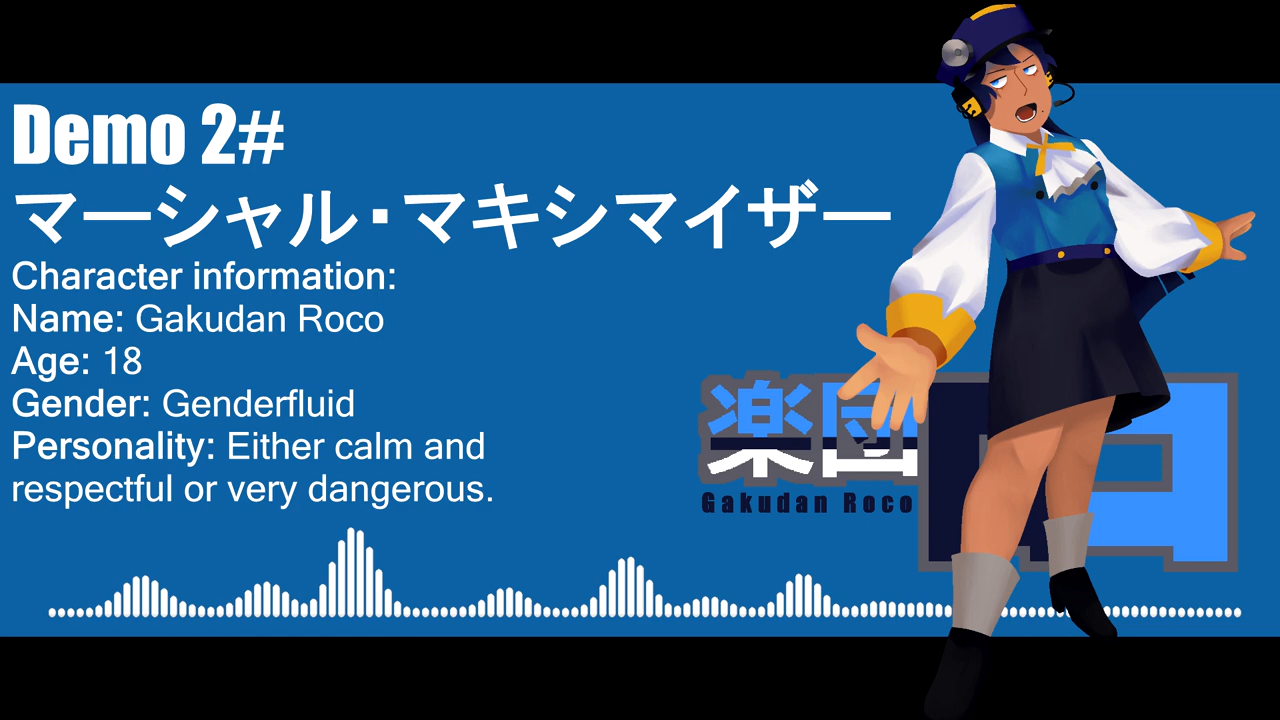 Demo 2#
マーシャル・マキシマイザー
Character information:
Name: Gakudan Roco
Age: 18
Gender: Genderfluid
Personality: Either calm and
respectful or very dangerous.
楽団ロ
Gakudan Roco